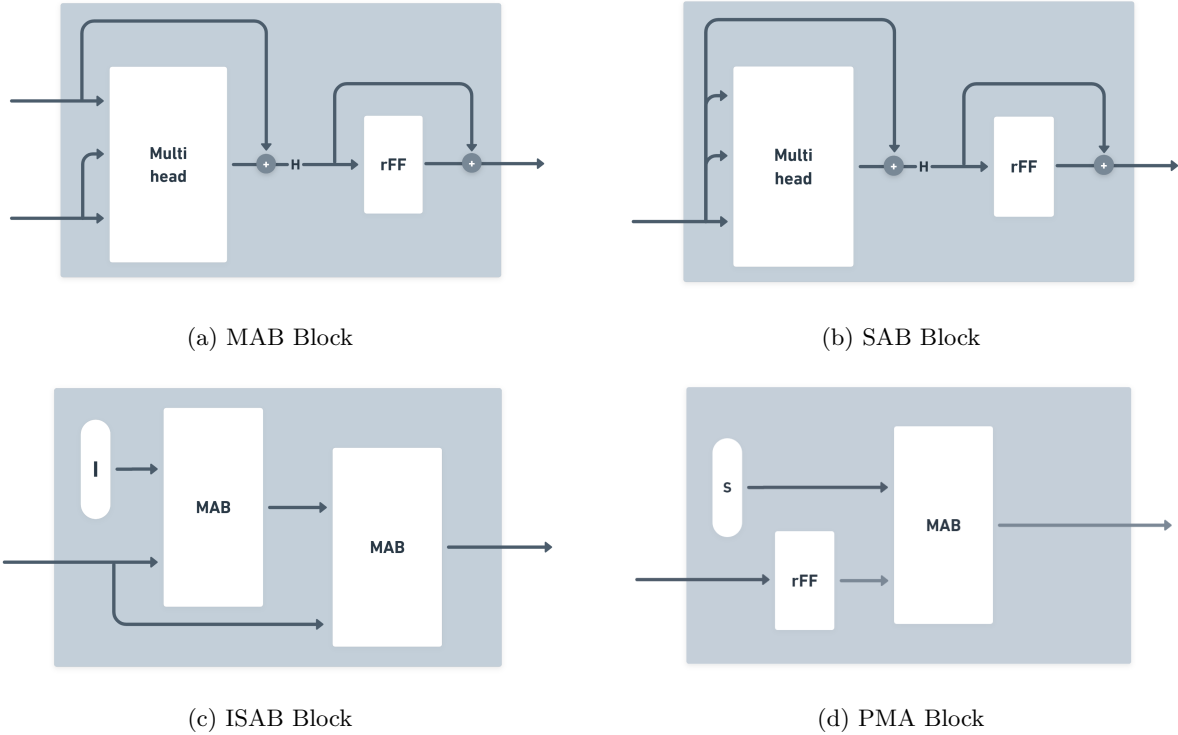 Multi
head
+
H
rFF
+
Multi
head
+
H
rFF
+
(a) MAB Block
(b) SAB Block
I
MAB
MAB
S
rFF
MAB
(c) ISAB Block
(d) PMA Block